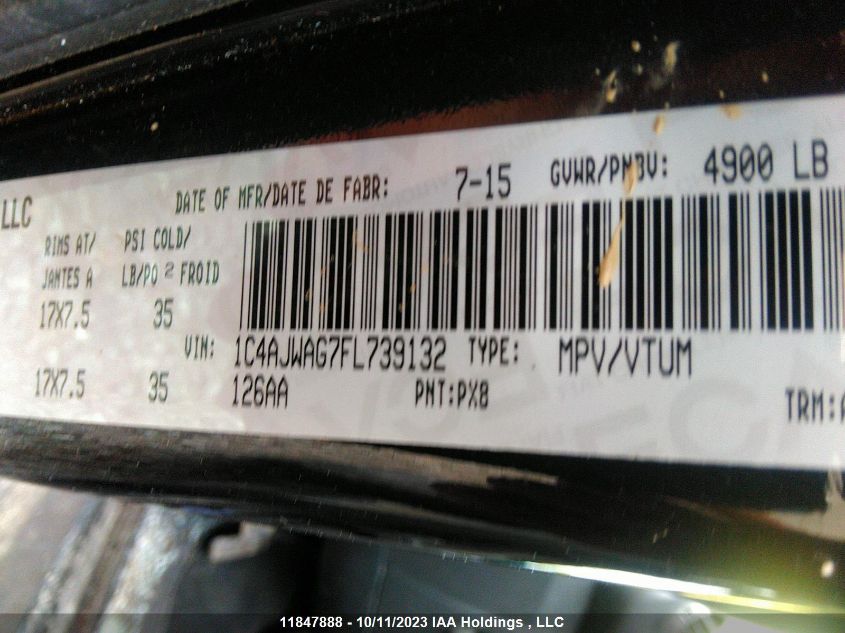 LLC DATE OF MFR/DATE DE FABR: 7-15 GVWR/PNBV: 4900 LB
RIMS AT/ PSI COLD/
JANTES A LB/PO 2 FROID
17X7.5 35
VIN: 1C4AJWAG7FL739132 TYPE: MPV/VTUM
17X7.5 35 126AA PNT:PX8 TRM:A
11847888 - 10/11/2023 IAA Holdings , LLC